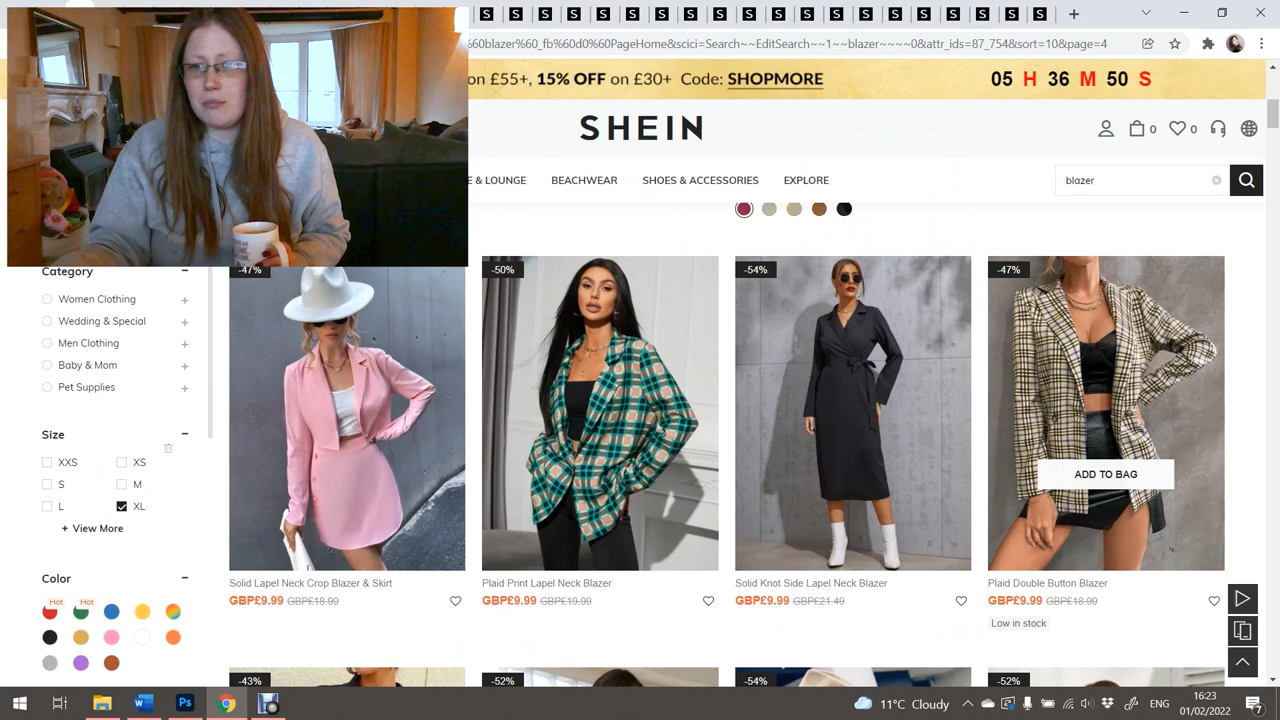 S S S S S S S S S S S S S S S S S S S S
60blazer%60_fb%60d0%60PageHome&scici=Search~~EditSearch~~1~~blazer~~~~0&attr_ids=87_754&sort=10&page=4
on £55+, 15% OFF on £30+ Code: SHOPMORE
05 H 36 M 50 S
SHEIN
0 0
E & LOUNGE BEACHWEAR SHOES & ACCESSORIES EXPLORE
blazer
Category
Women Clothing
Wedding & Special
Men Clothing
Baby & Mom
Pet Supplies
Size
XXS XS
S M
L XL
+ View More
Color
Hot Hot
-47% -50% -54% -47%
ADD TO BAG
Solid Lapel Neck Crop Blazer & Skirt
GBP£9.99 GBP£18.99
Plaid Print Lapel Neck Blazer
GBP£9.99 GBP£19.99
Solid Knot Side Lapel Neck Blazer
GBP£9.99 GBP£21.49
Plaid Double Button Blazer
GBP£9.99 GBP£18.99
Low in stock
-43% -52% -54% -52%
W Ps
11°C Cloudy
ENG
16:23
01/02/2022
7